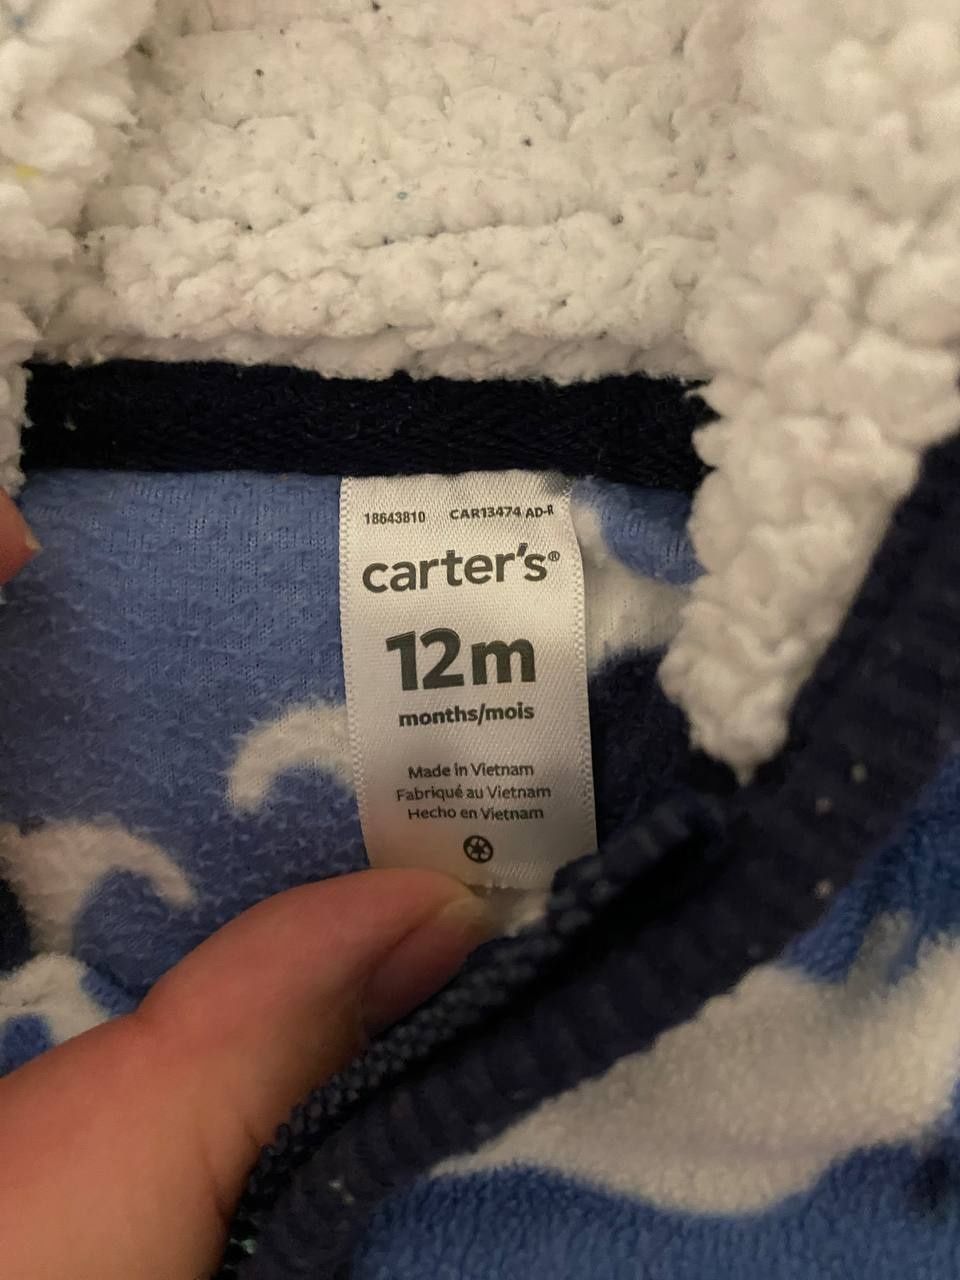 18643810 CAR13474 AD-R
carter's®
12m
months/mois
Made in Vietnam
Fabriqué au Vietnam
Hecho en Vietnam